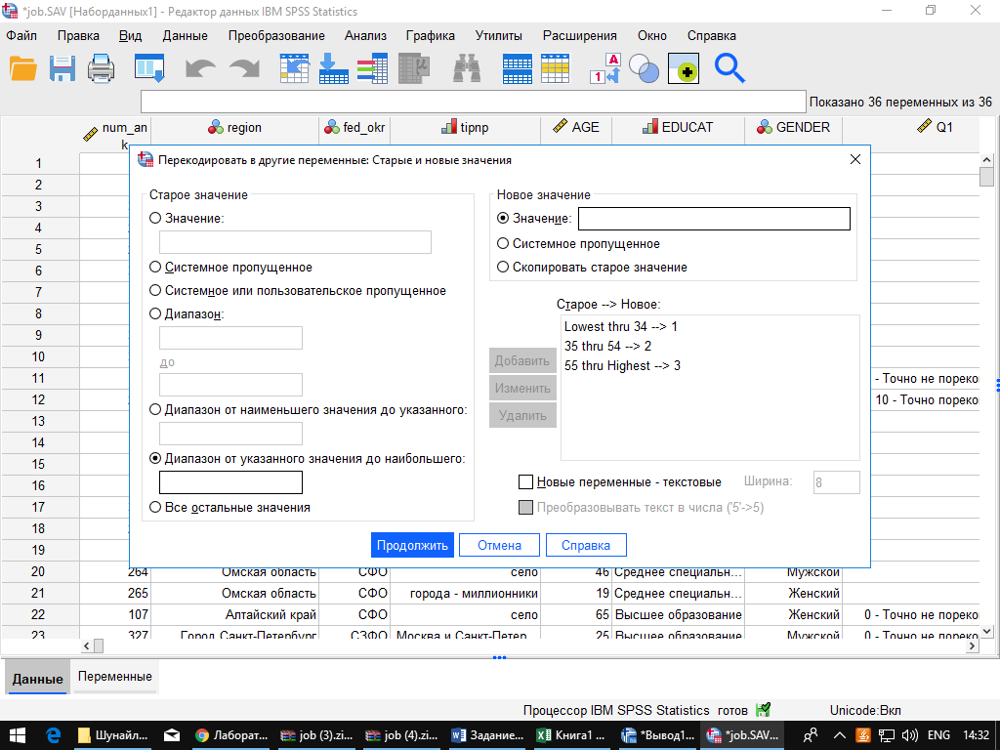 *job.SAV [Наборданных1] - Редактор данных IBM SPSS Statistics
Файл Правка Вид Данные Преобразование Анализ Графика Утилиты Расширения Окно Справка
Показано 36 переменных из 36
num_an k region fed_okr tipnp AGE EDUCAT GENDER Q1
Перекодировать в другие переменные: Старые и новые значения
Старое значение
Значение:
Системное пропущенное
Системное или пользовательское пропущенное
Диапазон:
до
Диапазон от наименьшего значения до указанного:
Диапазон от указанного значения до наибольшего:
Все остальные значения
Новое значение
Значение:
Системное пропущенное
Скопировать старое значение
Старое --> Новое:
Lowest thru 34 --> 1
35 thru 54 --> 2
55 thru Highest --> 3
Добавить
Изменить
Удалить
Новые переменные - текстовые Ширина: 8
Преобразовывать текст в числа ('5'->5)
Продолжить Отмена Справка
1
2
3
4
5
6
7
8
9
10
11 - Точно не пореко
12 10 - Точно пореко
13
14
15
16
17
18
19
20 264 Омская область СФО село 46 Среднее специальн... Мужской
21 265 Омская область СФО города - миллионники 19 Среднее специальн... Женский
22 107 Алтайский край СФО село 65 Высшее образование Женский 0 - Точно не пореко
23 327 Город Санкт-Петербург СЗФО Москва и Санкт-Петер... 25 Высшее образование Мужской 0 - Точно не пореко
Данные Переменные
Процессор IBM SPSS Statistics готов Unicode:Вкл
Шунайл... Лаборат... job (3).zi... job (4).zi... Задание... Книга1 ... *Вывод1... *job.SAV... ENG 14:32